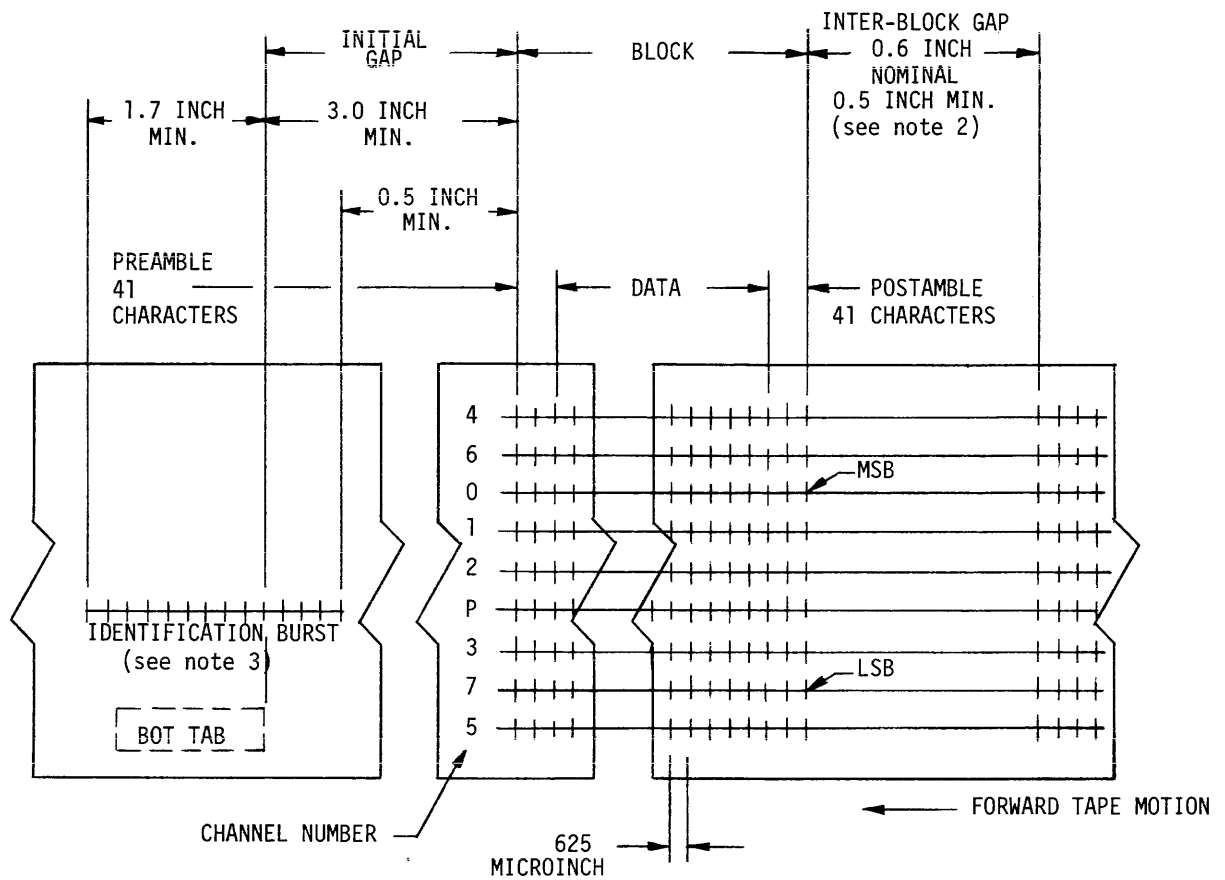 INITIAL
GAP
BLOCK
INTER-BLOCK GAP
0.6 INCH
NOMINAL
0.5 INCH MIN.
(see note 2)
1.7 INCH
MIN.
3.0 INCH
MIN.
0.5 INCH
MIN.
PREAMBLE
41
CHARACTERS
DATA
POSTAMBLE
41 CHARACTERS
4
6
0
MSB
1
2
P
IDENTIFICATION BURST
(see note 3)
3
7
LSB
5
BOT TAB
FORWARD TAPE MOTION
CHANNEL NUMBER
625
MICROINCH